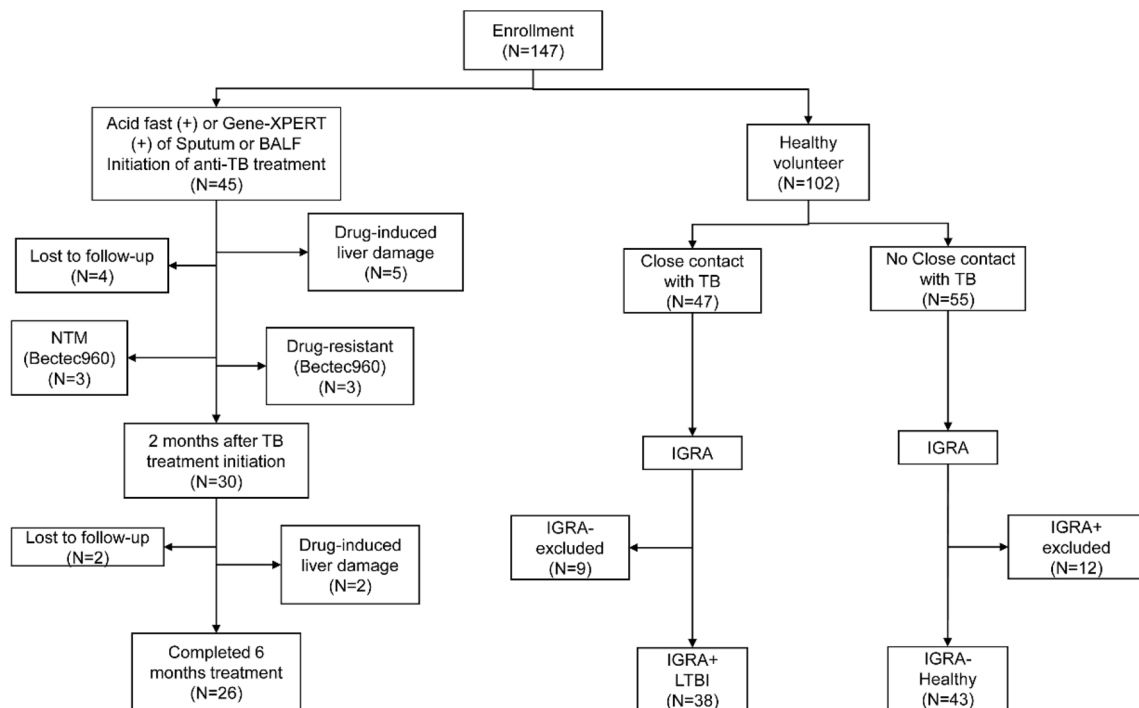 Enrollment
(N=147)
Acid fast (+) or Gene-XPERT
(+) of Sputum or BALF
Initiation of anti-TB treatment
(N=45)
Healthy
volunteer
(N=102)
Lost to follow-up
(N=4)
Drug-induced
liver damage
(N=5)
Close contact
with TB
(N=47)
No Close contact
with TB
(N=55)
NTM
(Bectec960)
(N=3)
Drug-resistant
(Bectec960)
(N=3)
2 months after TB
treatment initiation
(N=30)
IGRA
IGRA
Lost to follow-up
(N=2)
Drug-induced
liver damage
(N=2)
IGRA-
excluded
(N=9)
IGRA+
excluded
(N=12)
Completed 6
months treatment
(N=26)
IGRA+
LTBI
(N=38)
IGRA-
Healthy
(N=43)